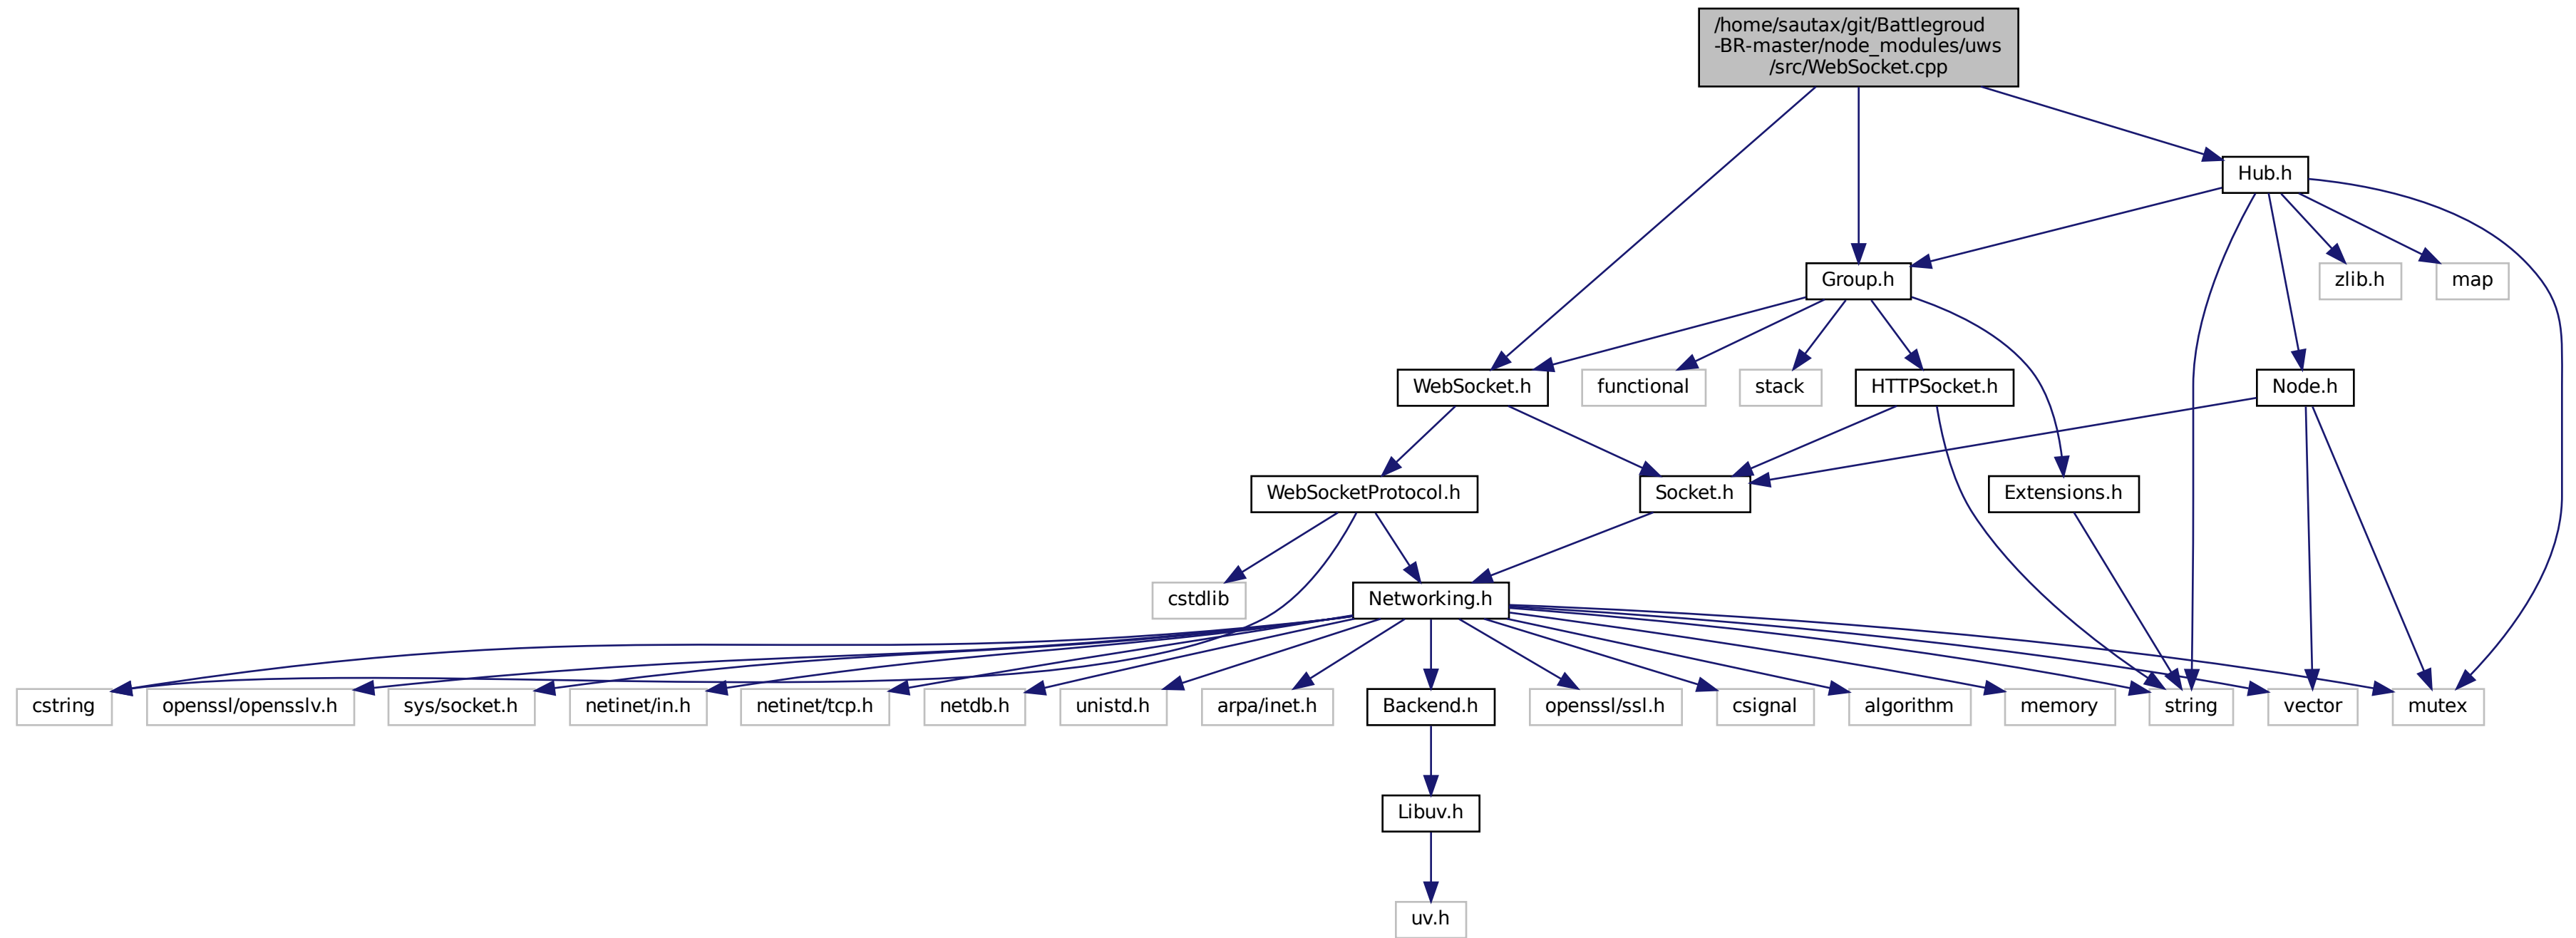 /home/sautax/git/Battlegroud
-BR-master/node_modules/uws
/src/WebSocket.cpp
Hub.h
Group.h
zlib.h
map
WebSocket.h
functional
stack
HTTPSocket.h
Node.h
WebSocketProtocol.h
Socket.h
Extensions.h
cstdlib
Networking.h
cstring
openssl/opensslv.h
sys/socket.h
netinet/in.h
netinet/tcp.h
netdb.h
unistd.h
arpa/inet.h
Backend.h
openssl/ssl.h
csignal
algorithm
memory
string
vector
mutex
Libuv.h
uv.h